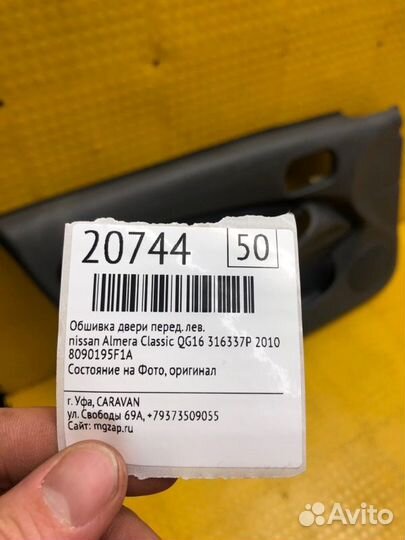 20744 50
Обшивка двери перед. лев.
nissan Almera Classic QG16 316337P 2010
8090195F1A
Состояние на Фото, оригинал
г. Уфа, CARAVAN
ул. Свободы 69А, +79373509055
Сайт: mgzap.ru
Avito